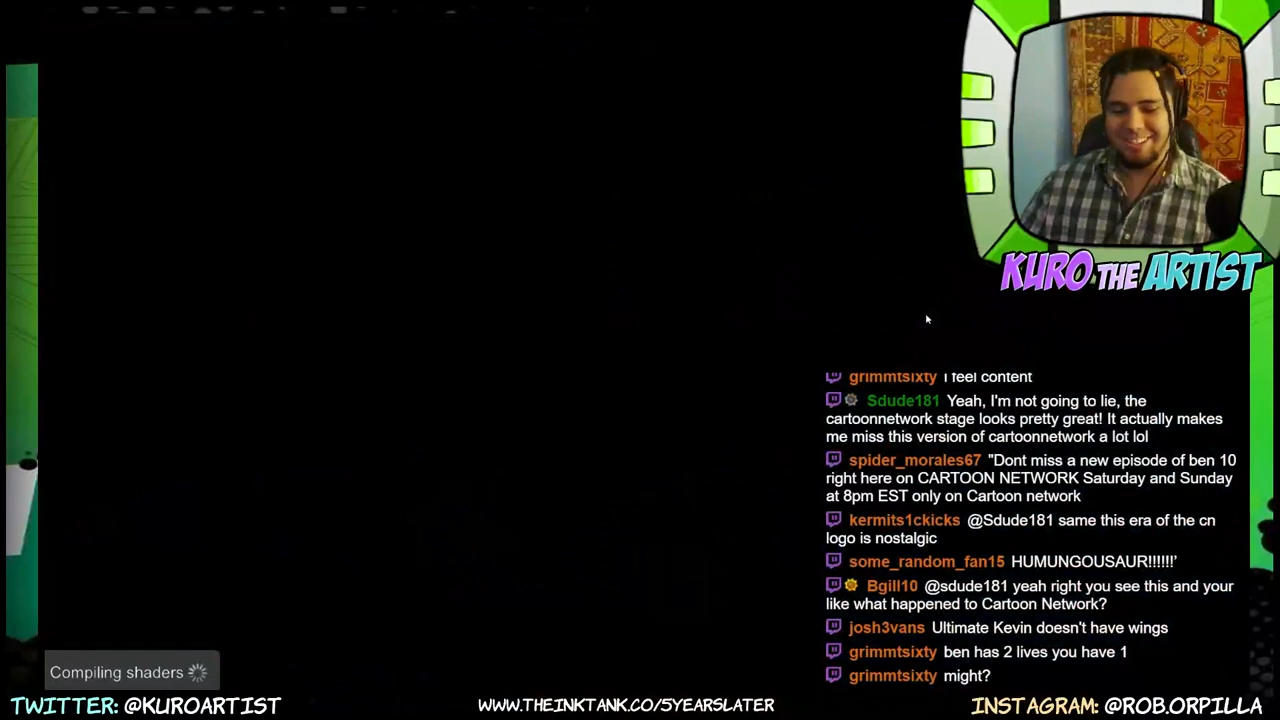 KURO THE ARTIST
grimmtsixty i feel content
Sdude181 Yeah, I'm not going to lie, the
cartoonnetwork stage looks pretty great! It actually makes
me miss this version of cartoonnetwork a lot lol
spider_morales67 "Dont miss a new episode of ben 10
right here on CARTOON NETWORK Saturday and Sunday
at 8pm EST only on Cartoon network
kermits1ckicks @Sdude181 same this era of the cn
logo is nostalgic
some_random_fan15 HUMUNGOUSAUR!!!!!!'
Bgill10 @sdude181 yeah right you see this and your
like what happened to Cartoon Network?
josh3vans Ultimate Kevin doesn't have wings
grimmtsixty ben has 2 lives you have 1
grimmtsixty might?
Compiling shaders
TWITTER: @KUROARTIST
WWW.THEINKTANK.CO/5YEARSLATER
INSTAGRAM: @ROB.ORPILLA